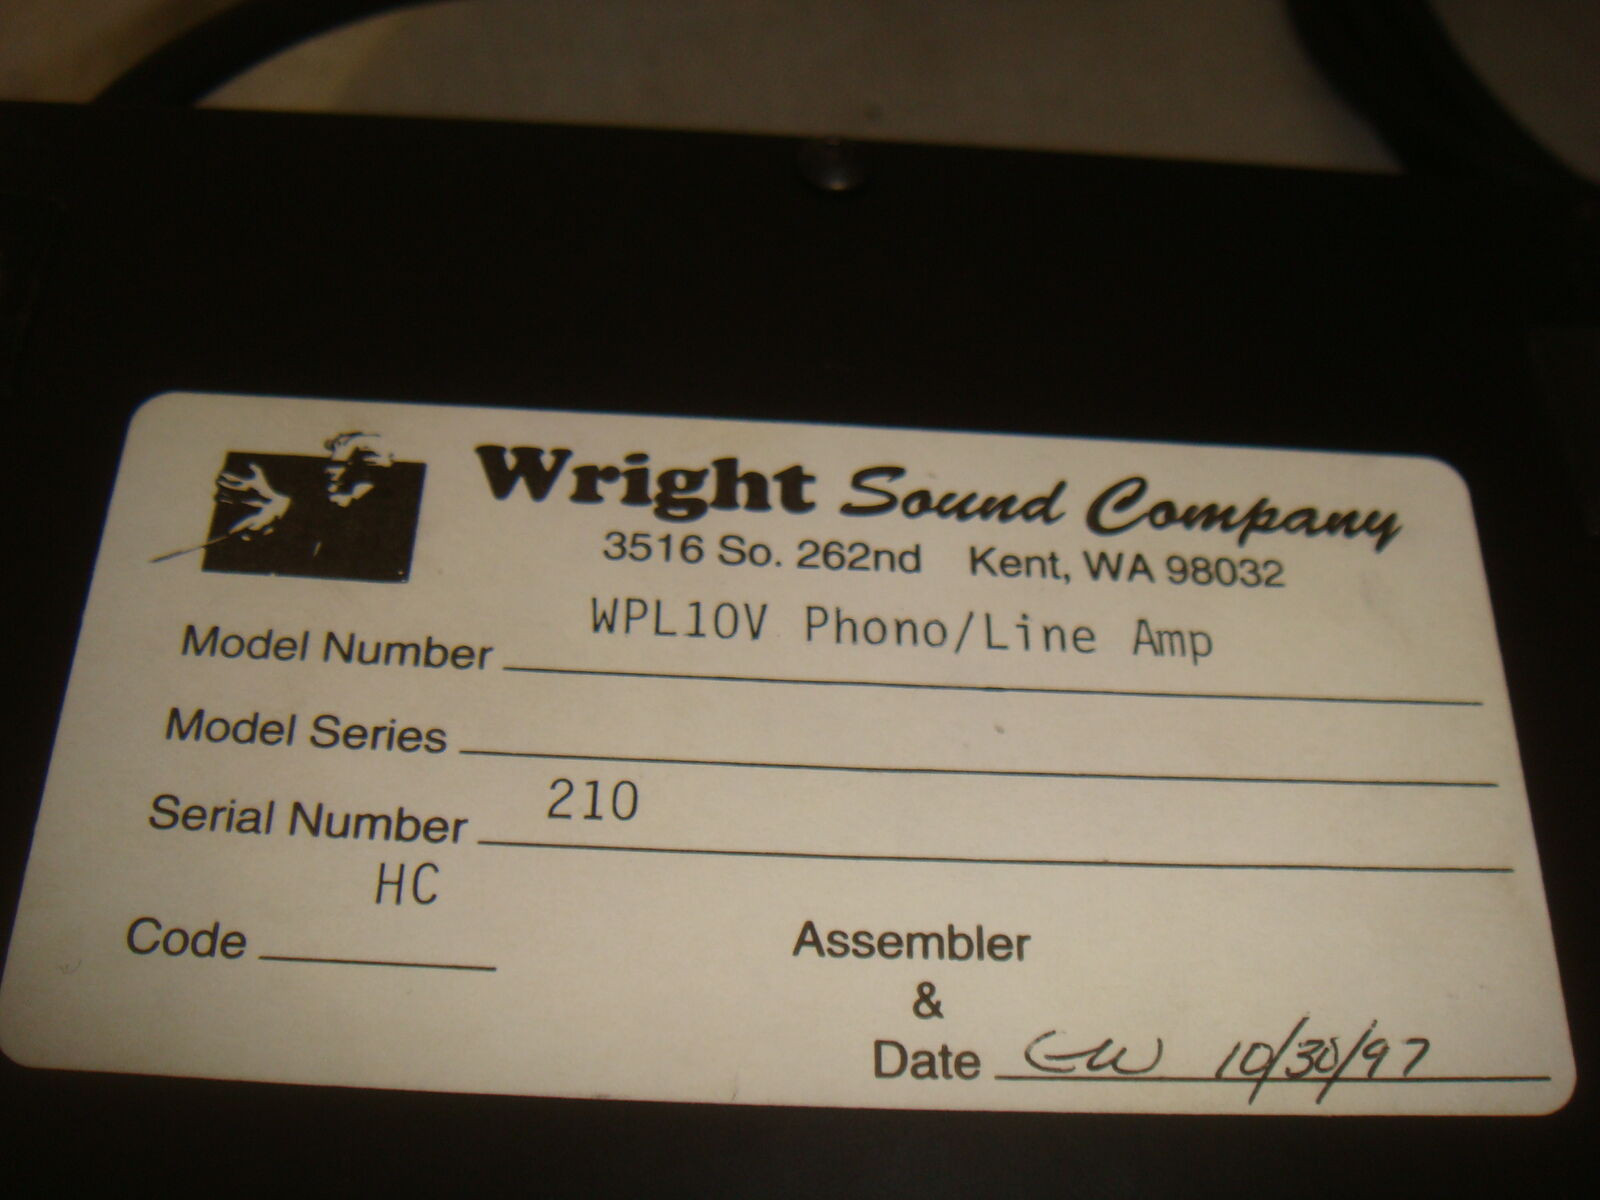 Wright Sound Company
3516 So. 262nd Kent, WA 98032
Model Number WPL10V Phono/Line Amp
Model Series
Serial Number 210
Code HC
Assembler
&
Date GW 10/30/97